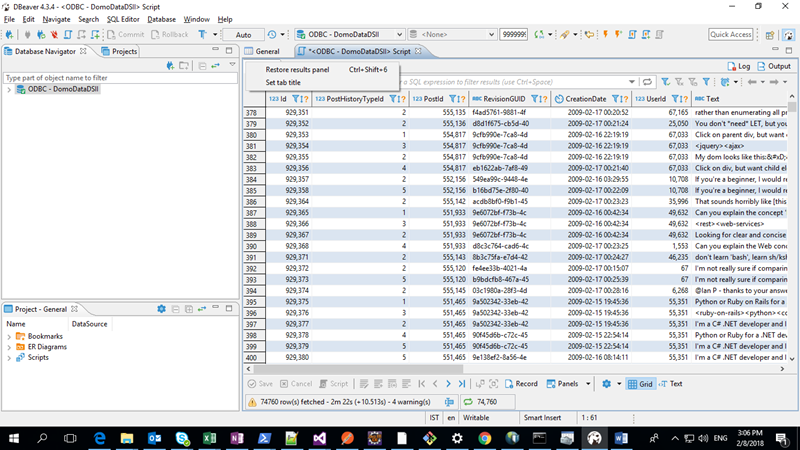 DBeaver 4.3.4 - <ODBC - DomoDataDSII> Script
File Edit Navigate Search SQL Editor Database Window Help
Commit Rollback Auto ODBC - DomoDataDSII <None> 9999999 Quick Access
Database Navigator Projects
Type part of object name to filter
ODBC - DomoDataDSII
General *<ODBC - DomoDataDSII> Script
Log Output
Restore results panel Ctrl+Shift+6
Set tab title
SQL expression to filter results (use Ctrl+Space)
123 Id 123 PostHistoryTypeId 123 PostId ABC RevisionGUID CreationDate 123 UserId ABC Text
378 929,351 2 555,135 f4ad5761-9881-4f 2009-02-17 00:20:52 67,165 rather than enumerating all p
379 929,352 2 555,136 d8d1f675-cb5d-40 2009-02-17 00:21:24 25,050 You don't "need" LET, but you
380 929,353 1 554,817 9cfb990e-7ca8-4d 2009-02-16 22:19:19 67,033 Click on parent div, but want c
381 929,354 3 554,817 9cfb990e-7ca8-4d 2009-02-16 22:19:19 67,033 <jquery><ajax>
382 929,355 2 554,817 9cfb990e-7ca8-4d 2009-02-16 22:19:19 67,033 My dom looks like this:&#xD;
383 929,356 4 554,817 eb1622ab-7af8-49 2009-02-17 00:21:40 67,033 Click on div, but want child el
384 929,357 2 552,156 549ea99c-9448-4e 2009-02-16 03:29:55 10,708 If you're a beginner, I would re
385 929,358 5 552,156 b16bd75e-2f80-40 2009-02-17 00:22:09 10,708 If you're a beginner, I would re
386 929,360 2 555,142 acdb8bf0-f9b1-45 2009-02-17 00:23:23 35,996 That sounds horribly like [this
387 929,365 1 551,933 9e6072bf-f73b-4c 2009-02-16 00:42:34 49,632 Can you explain the concept
388 929,366 3 551,933 9e6072bf-f73b-4c 2009-02-16 00:42:34 49,632 <rest><web-services>
389 929,367 2 551,933 9e6072bf-f73b-4c 2009-02-16 00:42:34 49,632 Looking for clear and concise
390 929,368 4 551,933 d8c3c764-cad6-4c 2009-02-17 00:23:25 1,553 Can you explain the Web conc
391 929,371 2 555,143 8b3c75fa-e7d4-42 2009-02-17 00:24:27 46,235 don't learn 'bash', learn sh/ksh
392 929,372 2 555,120 fe4ee33b-4021-4a 2009-02-17 00:15:07 67 I'm not really sure if comparin
393 929,373 5 555,120 b9bdcfb8-467a-45 2009-02-17 00:25:39 67 I'm not really sure if comparin
394 929,374 2 555,145 03c1980a-28f3-4d 2009-02-17 00:28:16 6,268 @Ian P - thanks to your answe
395 929,375 1 551,465 9a502342-33eb-42 2009-02-15 19:45:36 55,351 Python or Ruby on Rails for a
396 929,376 3 551,465 9a502342-33eb-42 2009-02-15 19:45:36 55,351 <ruby-on-rails><python><co
397 929,377 2 551,465 9a502342-33eb-42 2009-02-15 19:45:36 55,351 I'm a C# .NET developer and I
398 929,378 4 551,465 90f45d6b-c72c-45 2009-02-15 22:54:14 55,351 Python or Ruby for a .NET
399 929,379 5 551,465 90f45d6b-c72c-45 2009-02-15 22:54:14 55,351 I'm a C# .NET developer and I
400 929,380 5 551,465 9e138ef2-8a56-4e 2009-02-16 08:14:11 55,351 I'm a C# .NET developer and I
Project - General
Name DataSource
Bookmarks
ER Diagrams
Scripts
Save Cancel Script Record Panels Grid Text
74760 row(s) fetched - 2m 22s (+10.513s) - 4 warning(s) 74,760
IST en Writable Smart Insert 1 : 61
ENG
3:06 PM
2/8/2018